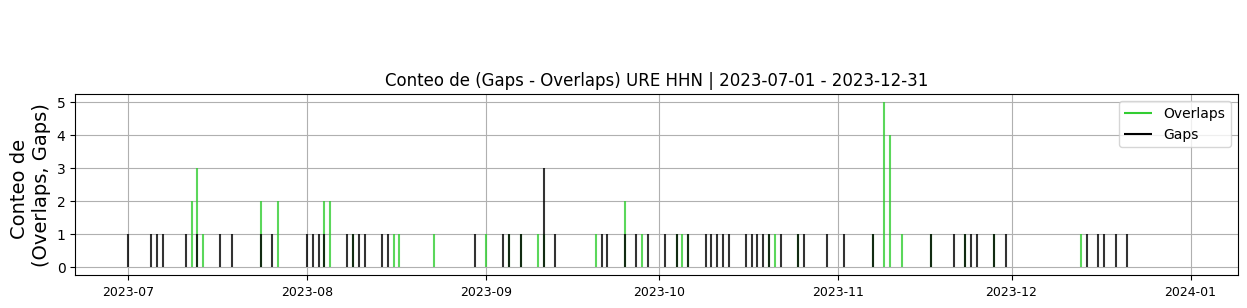 Conteo de (Gaps - Overlaps) URE HHN | 2023-07-01 - 2023-12-31
Conteo de
(Overlaps, Gaps)
5
4
3
2
1
0
Overlaps
Gaps
2023-07
2023-08
2023-09
2023-10
2023-11
2023-12
2024-01